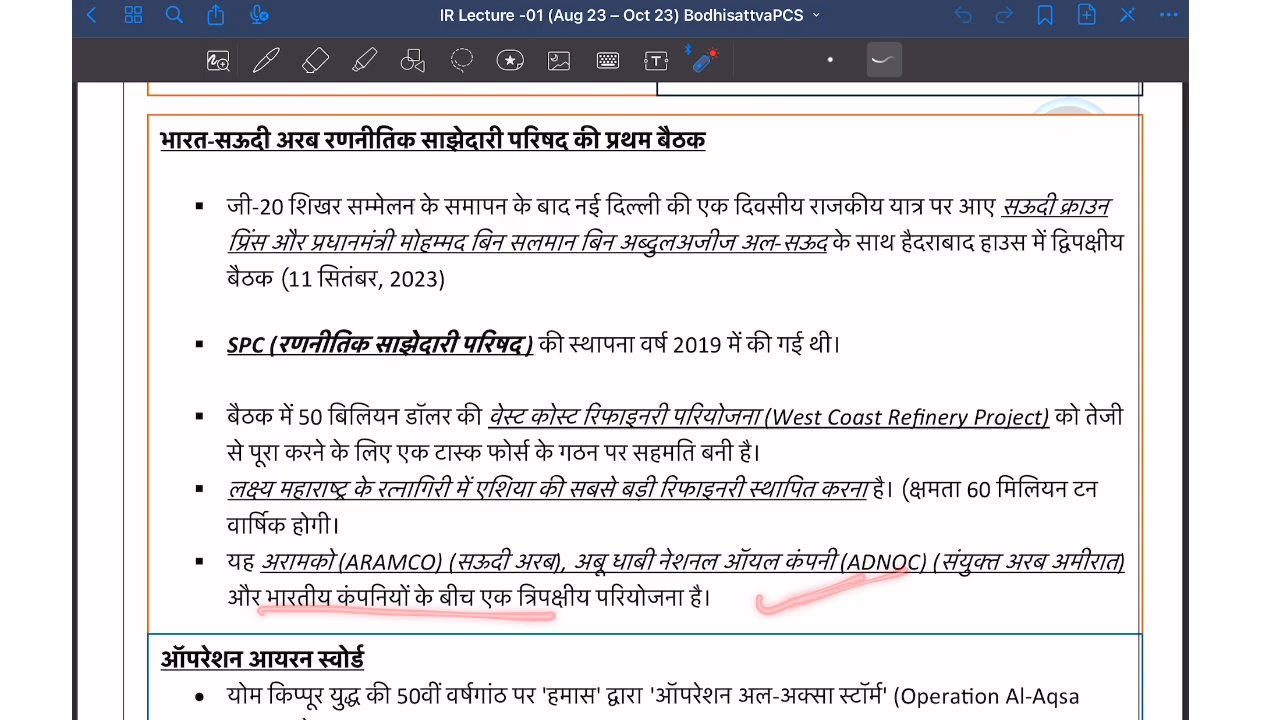 IR Lecture -01 (Aug 23 – Oct 23) BodhisattvaPCS
भारत-सऊदी अरब रणनीतिक साझेदारी परिषद की प्रथम बैठक
▪ जी-20 शिखर सम्मेलन के समापन के बाद नई दिल्ली की एक दिवसीय राजकीय यात्र पर आए सऊदी क्राउन
प्रिंस और प्रधानमंत्री मोहम्मद बिन सलमान बिन अब्दुलअजीज अल-सऊद के साथ हैदराबाद हाउस में द्विपक्षीय
बैठक (11 सितंबर, 2023)
▪ SPC (रणनीतिक साझेदारी परिषद) की स्थापना वर्ष 2019 में की गई थी।
▪ बैठक में 50 बिलियन डॉलर की वेस्ट कोस्ट रिफाइनरी परियोजना (West Coast Refinery Project) को तेजी
से पूरा करने के लिए एक टास्क फोर्स के गठन पर सहमति बनी है।
▪ लक्ष्य महाराष्ट्र के रत्नागिरी में एशिया की सबसे बड़ी रिफाइनरी स्थापित करना है। (क्षमता 60 मिलियन टन
वार्षिक होगी।
▪ यह अरामको (ARAMCO) (सऊदी अरब), अबू धाबी नेशनल ऑयल कंपनी (ADNOC) (संयुक्त अरब अमीरात)
और भारतीय कंपनियों के बीच एक त्रिपक्षीय परियोजना है।
ऑपरेशन आयरन स्वोर्ड
● योम किप्पूर युद्ध की 50वीं वर्षगांठ पर 'हमास' द्वारा 'ऑपरेशन अल-अक्सा स्टॉर्म' (Operation Al-Aqsa